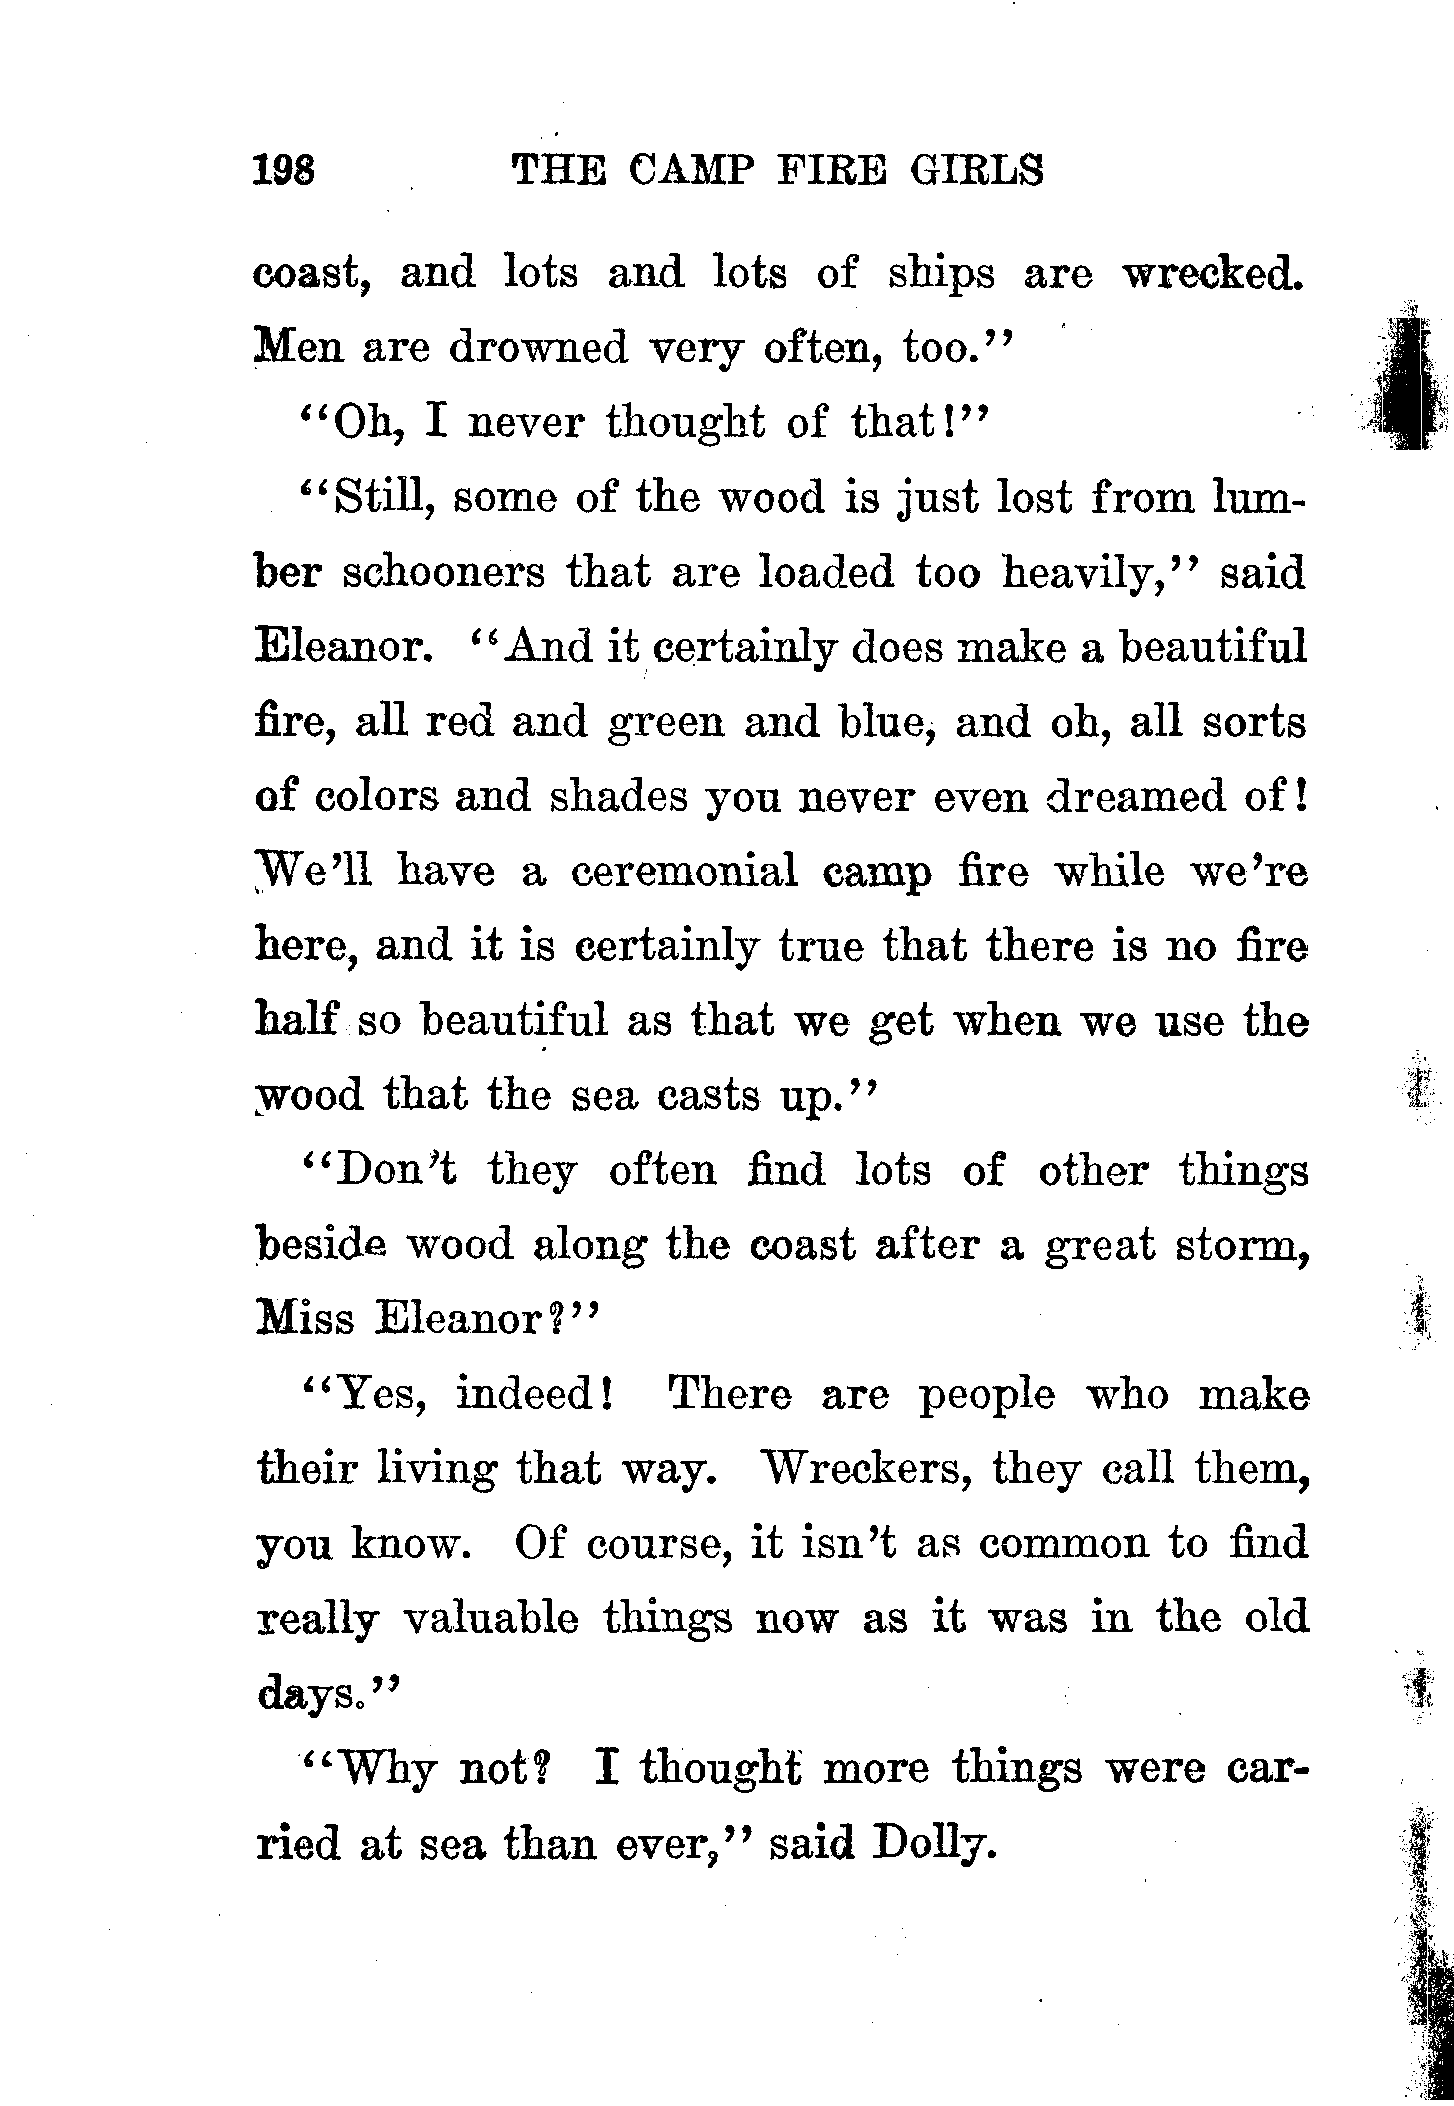 198 THE CAMP FIRE GIRLS
coast, and lots and lots of ships are wrecked.
Men are drowned very often, too."
"Oh, I never thought of that!"
"Still, some of the wood is just lost from lum-
ber schooners that are loaded too heavily," said
Eleanor. "And it certainly does make a beautiful
fire, all red and green and blue, and oh, all sorts
of colors and shades you never even dreamed of!
We'll have a ceremonial camp fire while we're
here, and it is certainly true that there is no fire
half so beautiful as that we get when we use the
wood that the sea casts up."
"Don't they often find lots of other things
beside wood along the coast after a great storm,
Miss Eleanor?"
"Yes, indeed! There are people who make
their living that way. Wreckers, they call them,
you know. Of course, it isn't as common to find
really valuable things now as it was in the old
days."
"Why not? I thought more things were car-
ried at sea than ever," said Dolly.